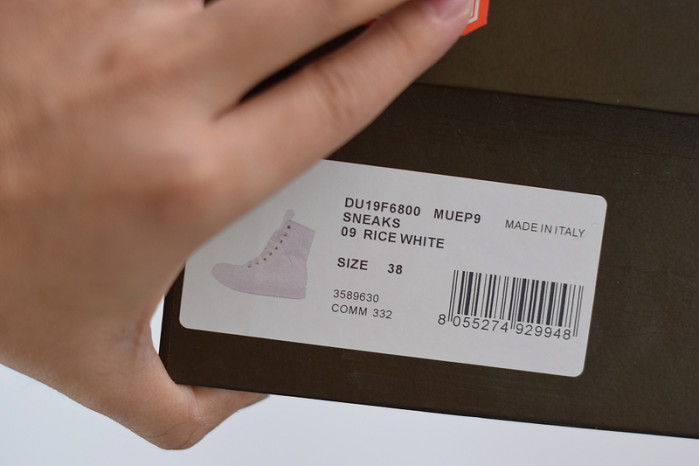 DU19F6800 MUEP9
SNEAKS
09 RICE WHITE
MADE IN ITALY
SIZE 38
3589630
COMM 332
8 055274 929948